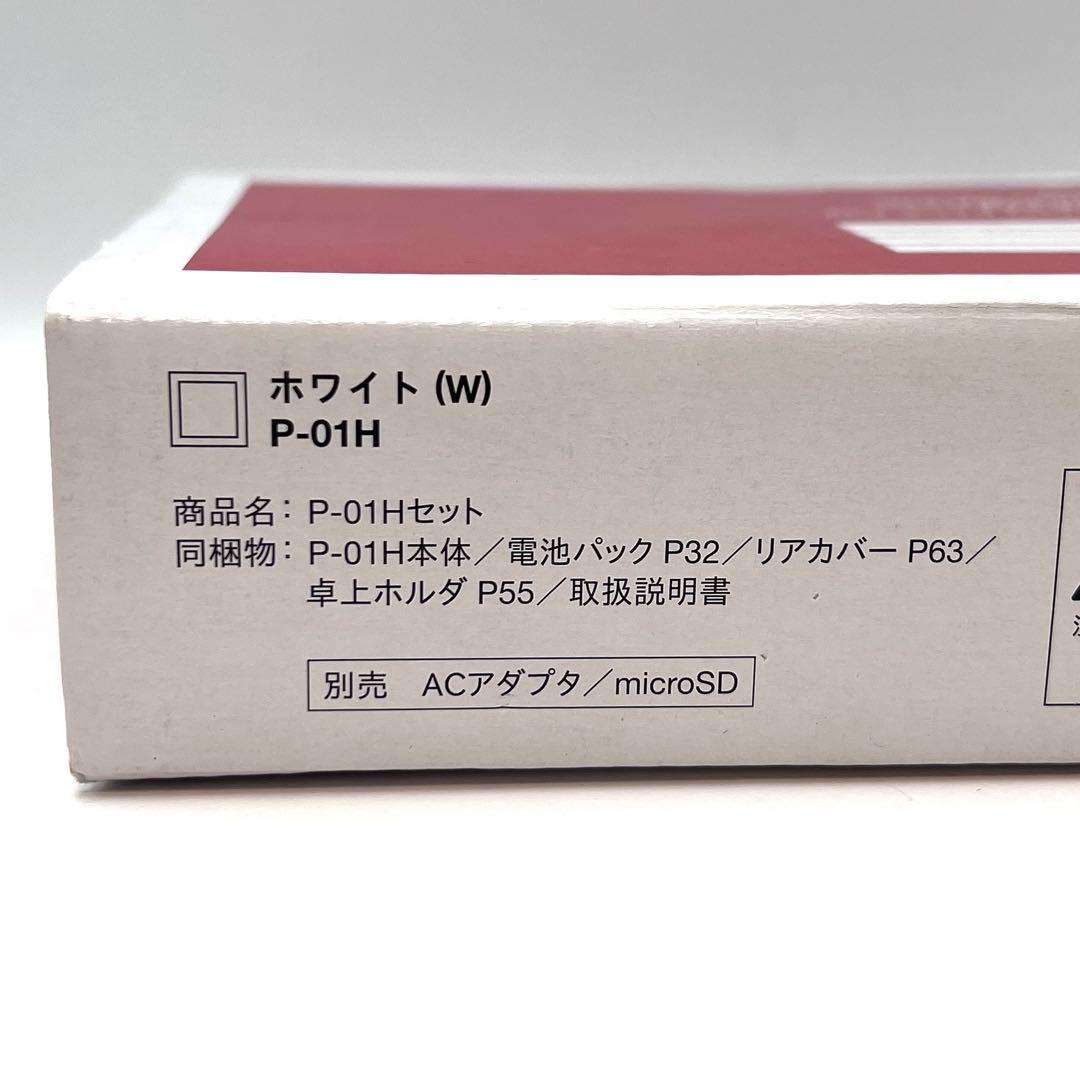 ホワイト (W)
P-01H
商品名： P-01Hセット
同梱物： P-01H本体／電池パック P32／リアカバー P63／
卓上ホルダ P55／取扱説明書
別売　ACアダプタ／microSD